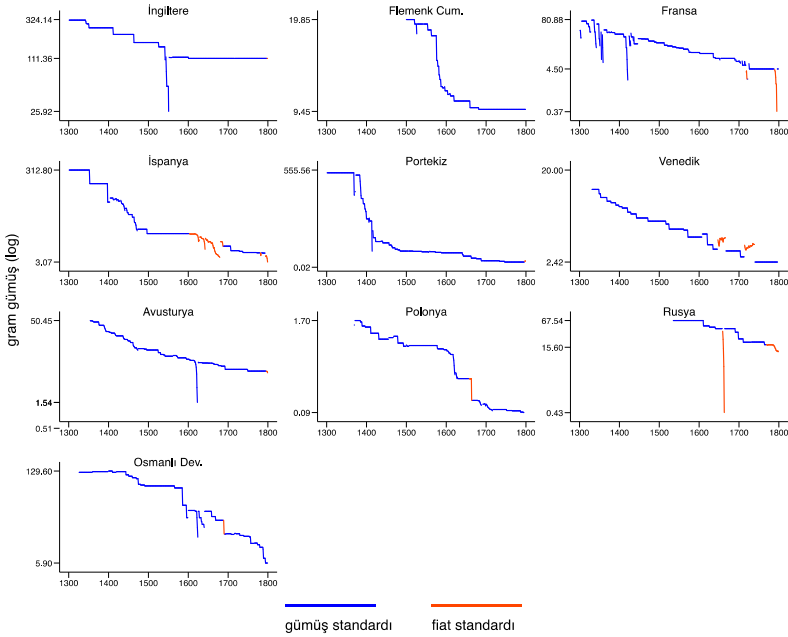 İngiltere
324.14
111.36
25.92
1300 1400 1500 1600 1700 1800
Flemenk Cum.
19.85
9.45
1300 1400 1500 1600 1700 1800
Fransa
80.88
4.50
0.37
1300 1400 1500 1600 1700 1800
İspanya
312.80
3.07
1300 1400 1500 1600 1700 1800
Portekiz
555.56
0.02
1300 1400 1500 1600 1700 1800
Venedik
20.00
2.42
1300 1400 1500 1600 1700 1800
gram gümüş (log)
Avusturya
50.45
1.54
0.51
1300 1400 1500 1600 1700 1800
Polonya
1.70
0.09
1300 1400 1500 1600 1700 1800
Rusya
67.54
15.60
0.43
1300 1400 1500 1600 1700 1800
Osmanlı Dev.
129.60
5.90
1300 1400 1500 1600 1700 1800
gümüş standardı
fiat standardı